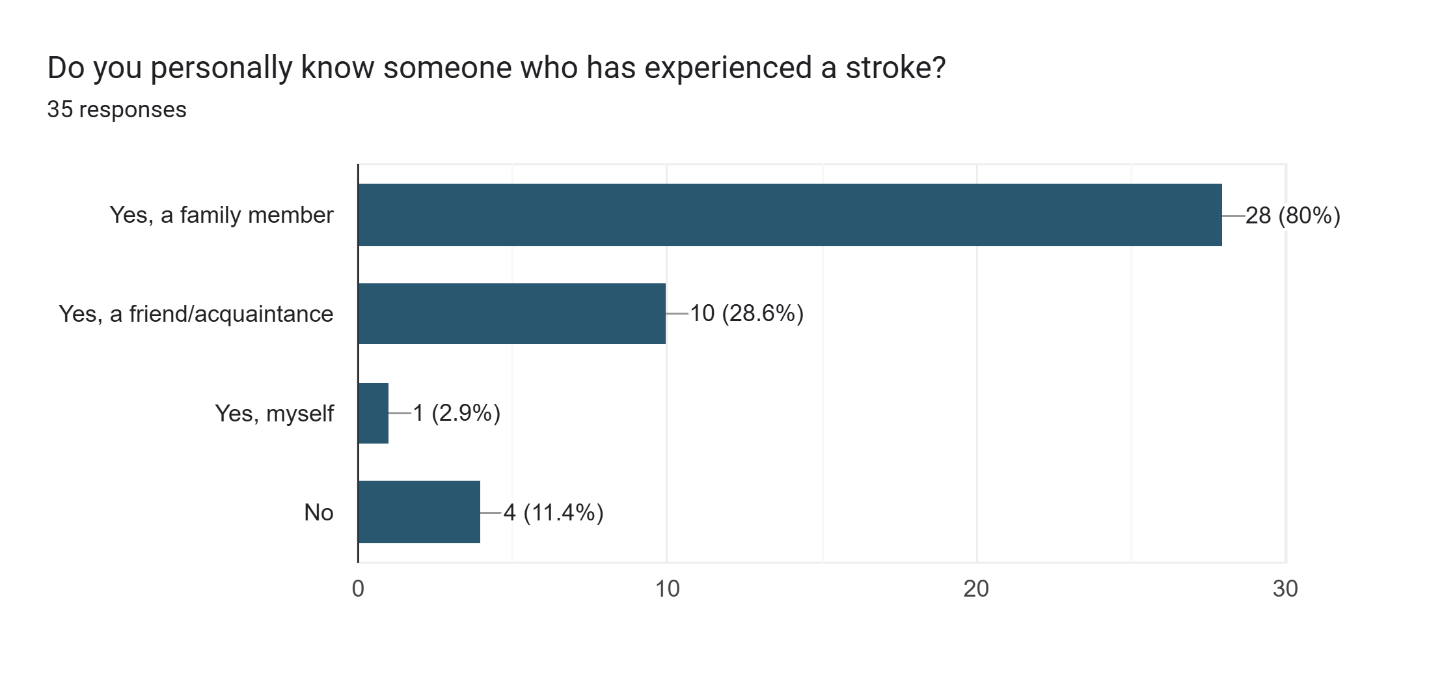 Do you personally know someone who has experienced a stroke?
35 responses
Yes, a family member
28 (80%)
Yes, a friend/acquaintance
10 (28.6%)
Yes, myself
1 (2.9%)
No
4 (11.4%)
0 10 20 30